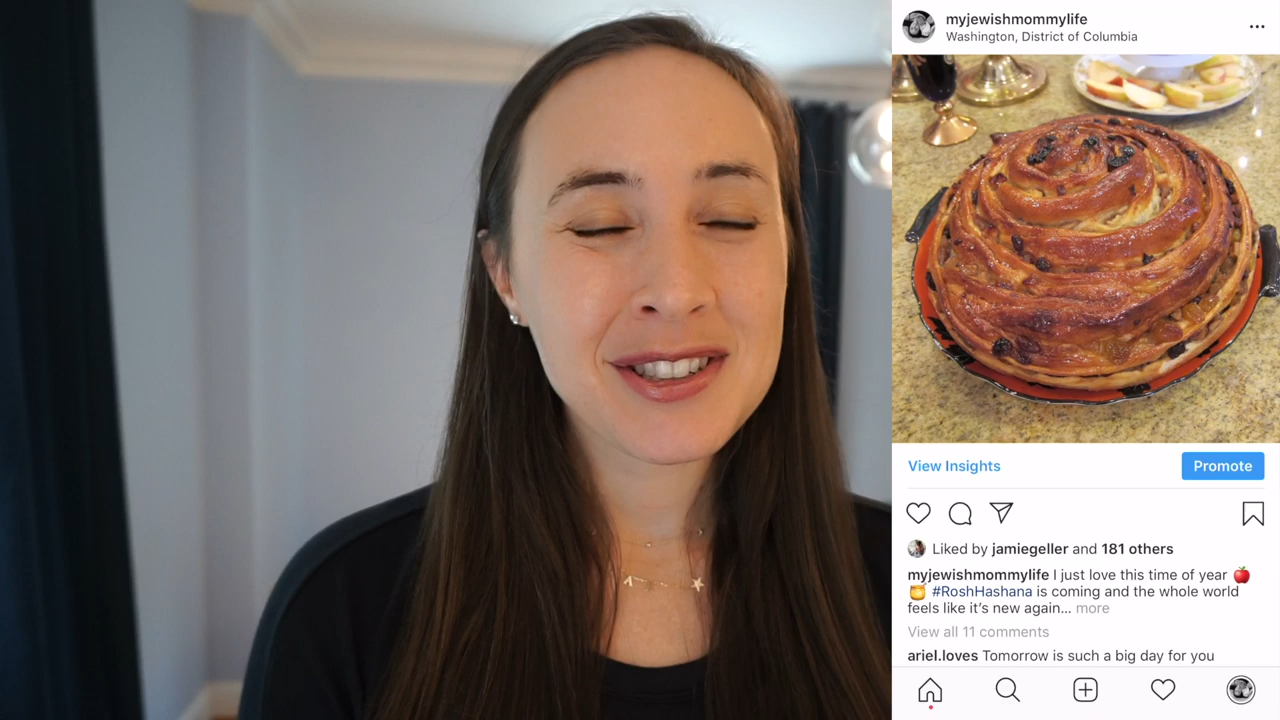 myjewishmommylife
Washington, District of Columbia
View Insights
Promote
Liked by jamiegeller and 181 others
myjewishmommylife I just love this time of year 🍎
🍯 #RoshHashana is coming and the whole world
feels like it's new again... more
View all 11 comments
ariel.loves Tomorrow is such a big day for you